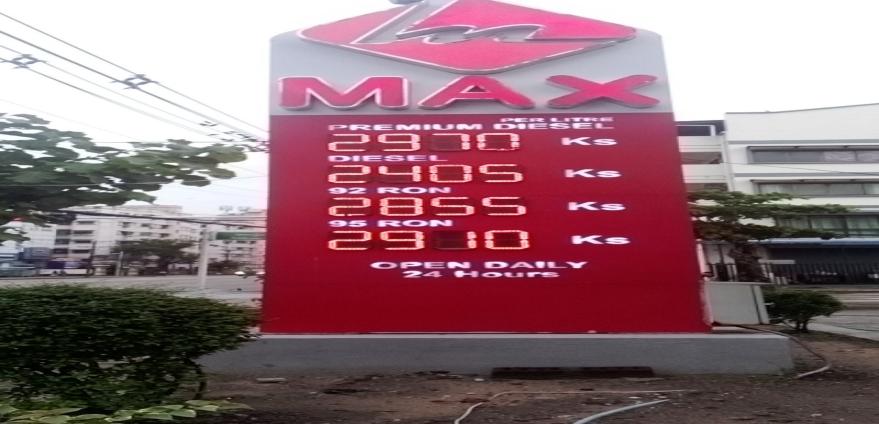 m
MAX
PER LITRE
PREMIUM DIESEL
Ks
DIESEL
2405 Ks
92 RON
2855 Ks
95 RON
2910 Ks
OPEN DAILY
24 Hours